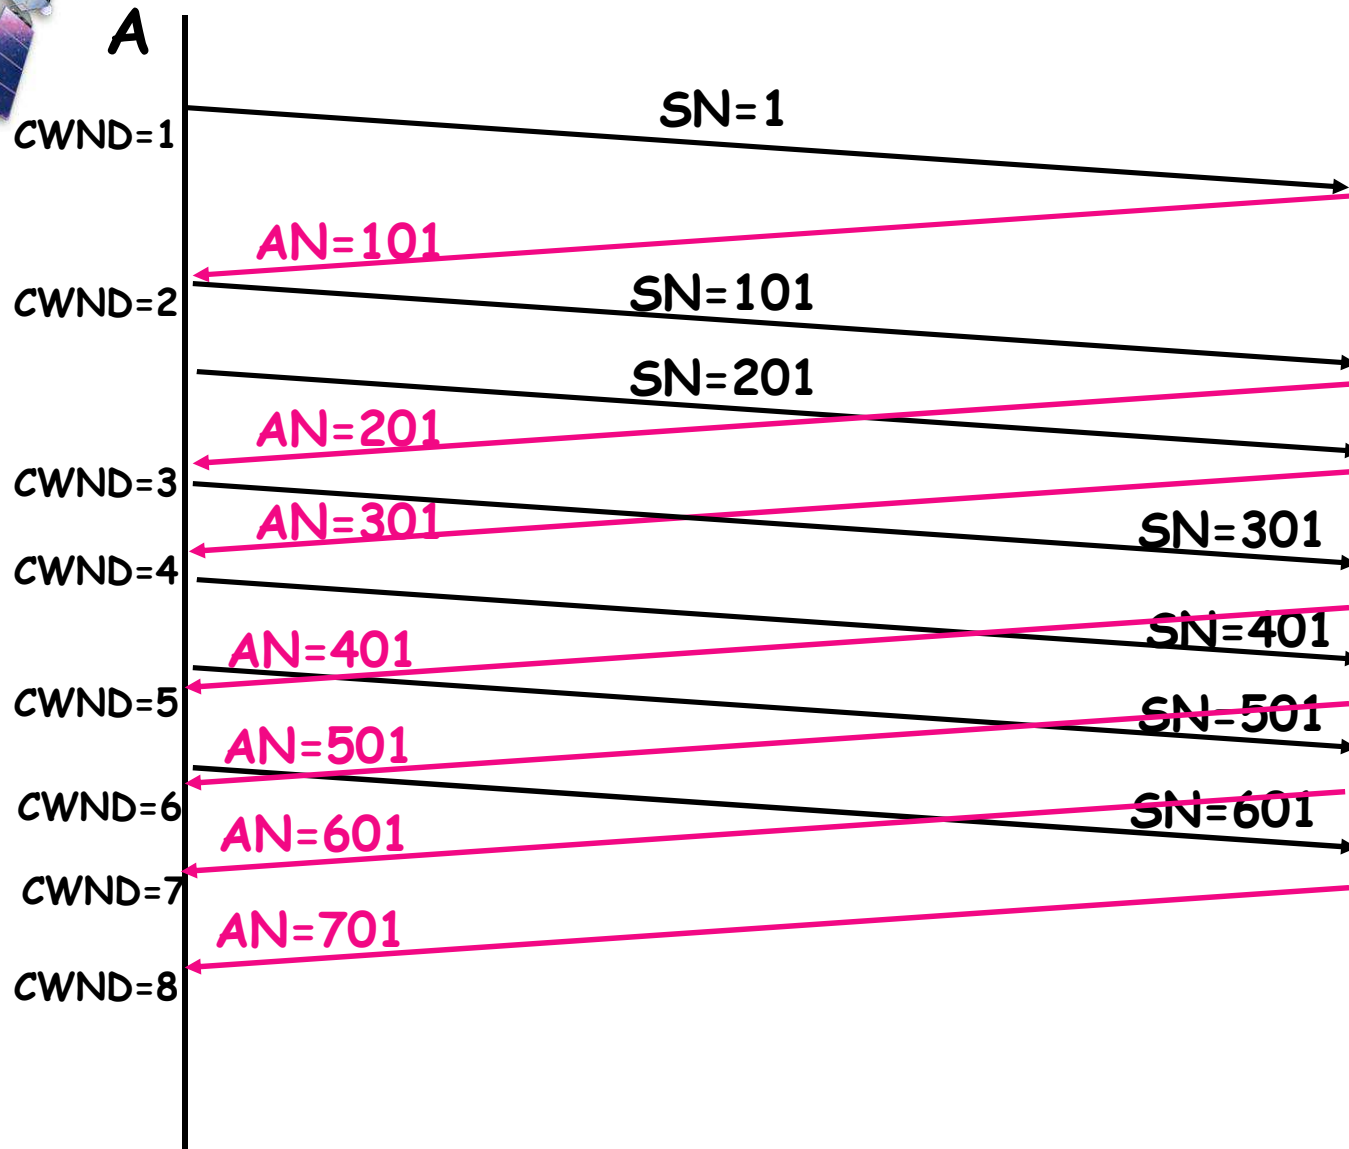 A
SN=1
CWND=1
AN=101
SN=101
CWND=2
SN=201
AN=201
CWND=3
AN=301
SN=301
CWND=4
SN=401
AN=401
CWND=5
SN=501
AN=501
CWND=6
SN=601
AN=601
CWND=7
AN=701
CWND=8